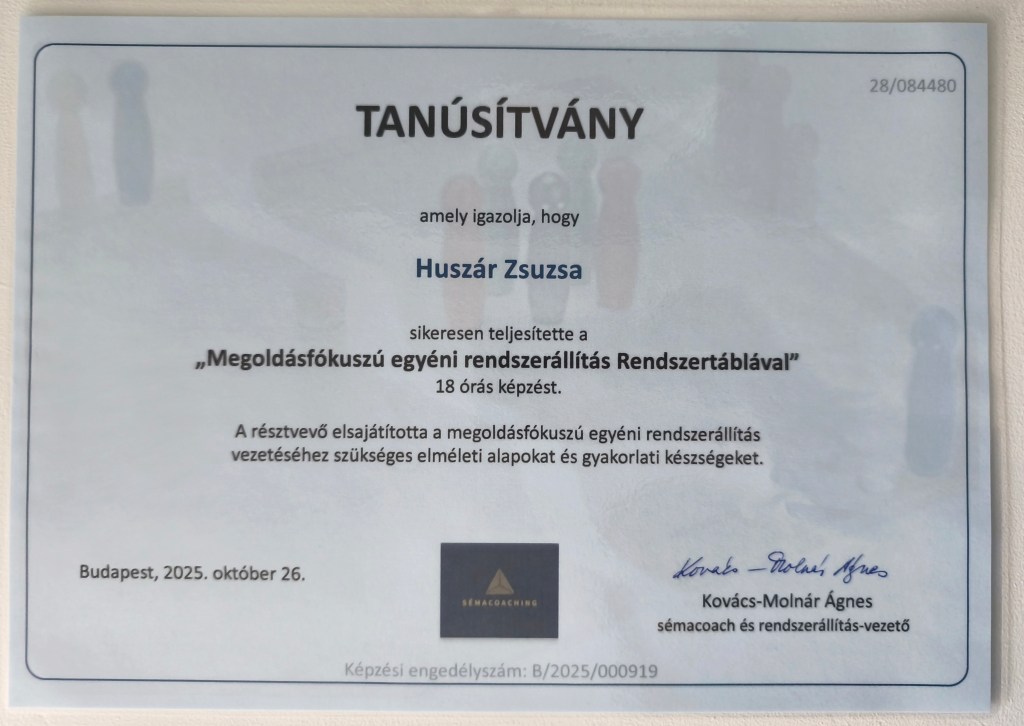 28/084480
TANÚSÍTVÁNY
amely igazolja, hogy
Huszár Zsuzsa
sikeresen teljesítette a
„Megoldásfókuszú egyéni rendszerállítás Rendszertáblával”
18 órás képzést.
A résztvevő elsajátította a megoldásfókuszú egyéni rendszerállítás
vezetéséhez szükséges elméleti alapokat és gyakorlati készségeket.
Budapest, 2025. október 26.
SÉMACOACHING
Kovács-Molnár Ágnes
Kovács-Molnár Ágnes
sémacoach és rendszerállítás-vezető
Képzési engedélyszám: B/2025/000919